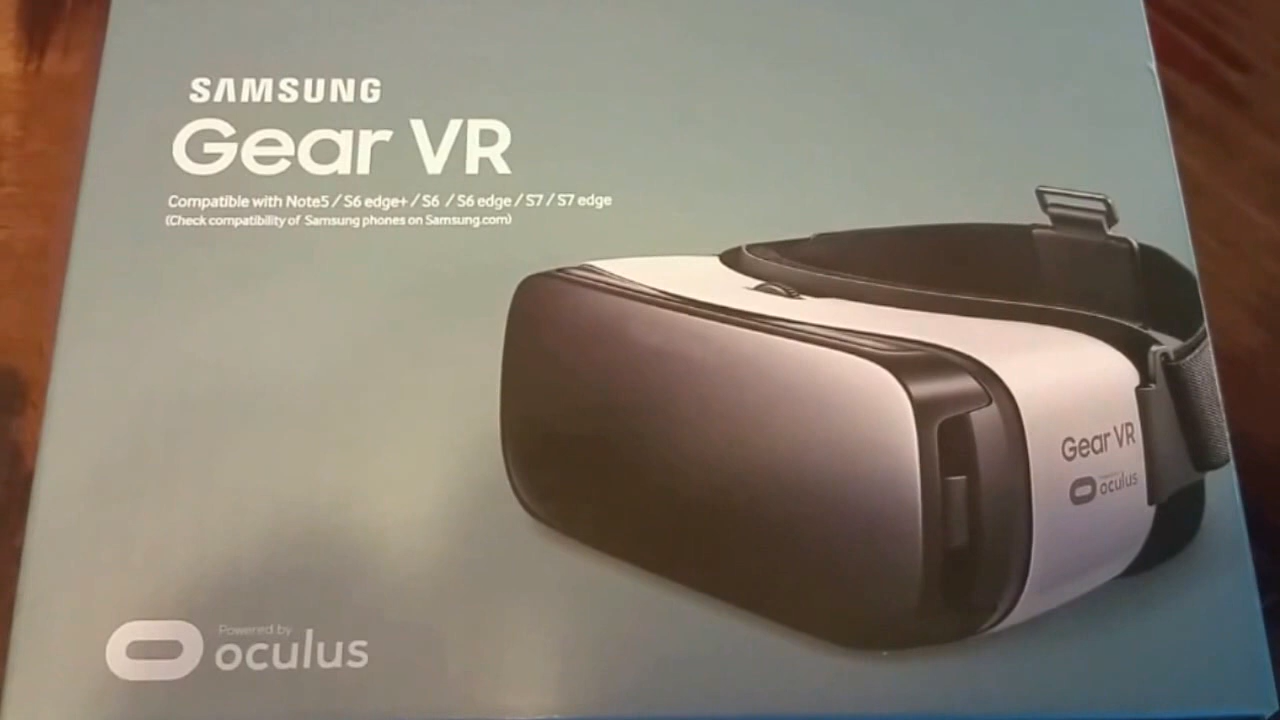 SAMSUNG
Gear VR
Compatible with Note5 / S6 edge+ / S6 / S6 edge / S7 / S7 edge
(Check compatibility of Samsung phones on Samsung.com)
Gear VR
oculus
Powered by
oculus